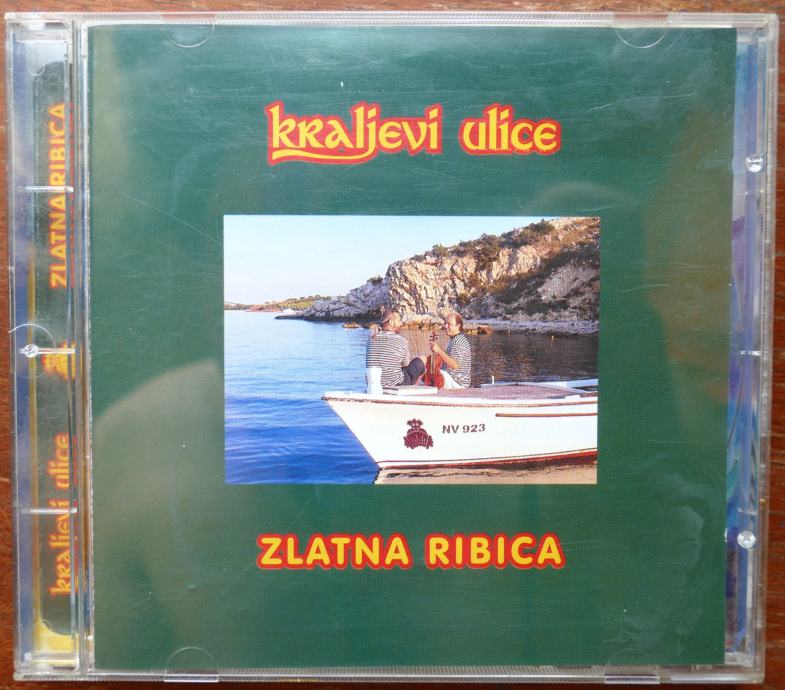 kraljevi ulice
NV 923
ZLATNA RIBICA
kraljevi ulice
ZLATNA RIBICA